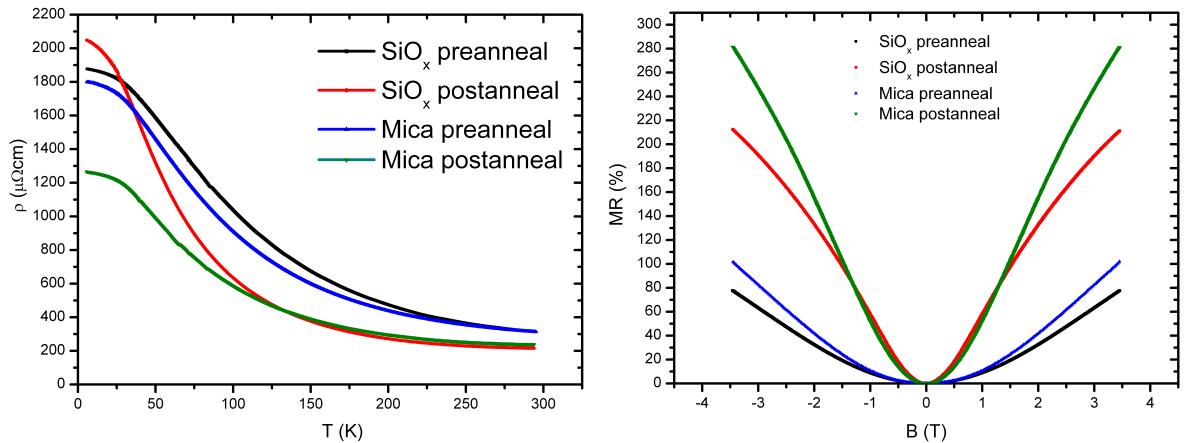 2200
2000
1800
1600
1400
1200
1000
800
600
400
200
0
ρ (μΩcm)
0 50 100 150 200 250 300
T (K)
SiOx preanneal
SiOx postanneal
Mica preanneal
Mica postanneal
300
280
260
240
220
200
180
160
140
120
100
80
60
40
20
0
MR (%)
-4 -3 -2 -1 0 1 2 3 4
B (T)
SiOx preanneal
SiOx postanneal
Mica preanneal
Mica postanneal